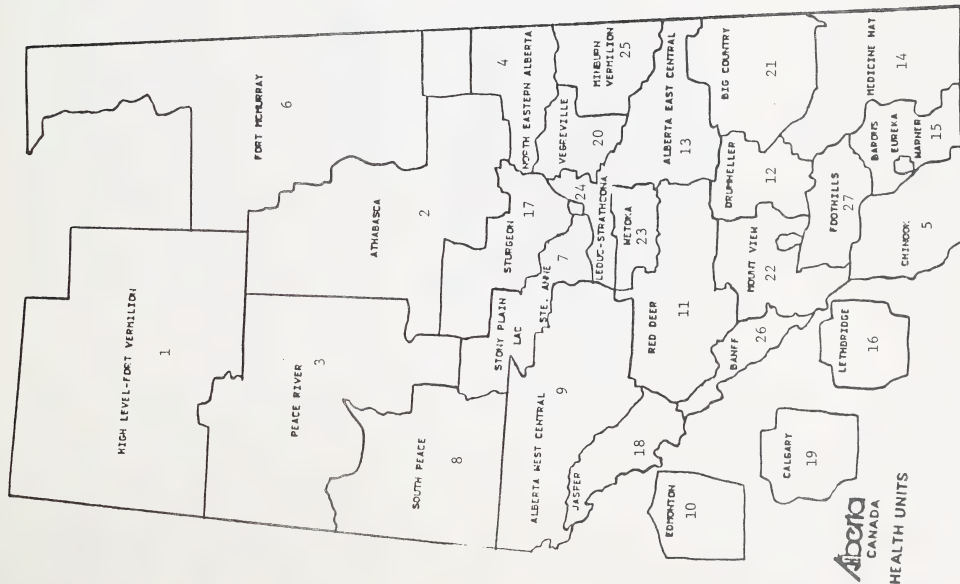 HIGH LEVEL-FORT VERMILION
1
FORT MCMURRAY
6
PEACE RIVER
3
ATHABASCA
2
SOUTH PEACE
8
NORTH EASTERN ALBERTA
4
STURGEON
17
STONY PLAIN
LAC
STE. ANNE
7
24
VEGREVILLE
20
MINBURN
VERMILION
25
ALBERTA WEST CENTRAL
9
LEDUC-STRATHCONA
WETOKA
23
ALBERTA EAST CENTRAL
13
JASPER
18
RED DEER
11
EDMONTON
10
BANFF
26
MOUNT VIEW
22
DRUMHELLER
12
BIG COUNTRY
21
CALGARY
19
LETHBRIDGE
16
FOOTHILLS
27
CHINOOK
5
BARONS
EUREKA
WARNER
15
MEDICINE HAT
14
Alberta
CANADA
HEALTH UNITS